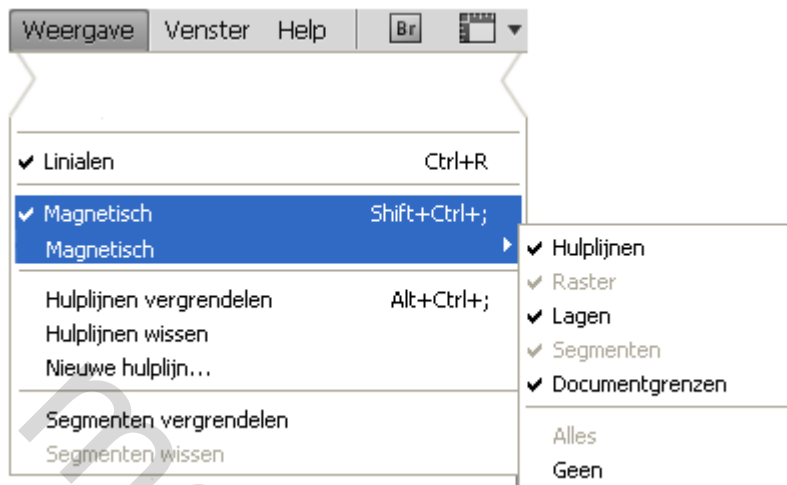 Weergave Venster Help Br
Linialen Ctrl+R
Magnetisch Shift+Ctrl+;
Magnetisch
Hulplijnen vergrendelen Alt+Ctrl+;
Hulplijnen wissen
Nieuwe hulplijn...
Segmenten vergrendelen
Segmenten wissen
Hulplijnen
Raster
Lagen
Segmenten
Documentgrenzen
Alles
Geen